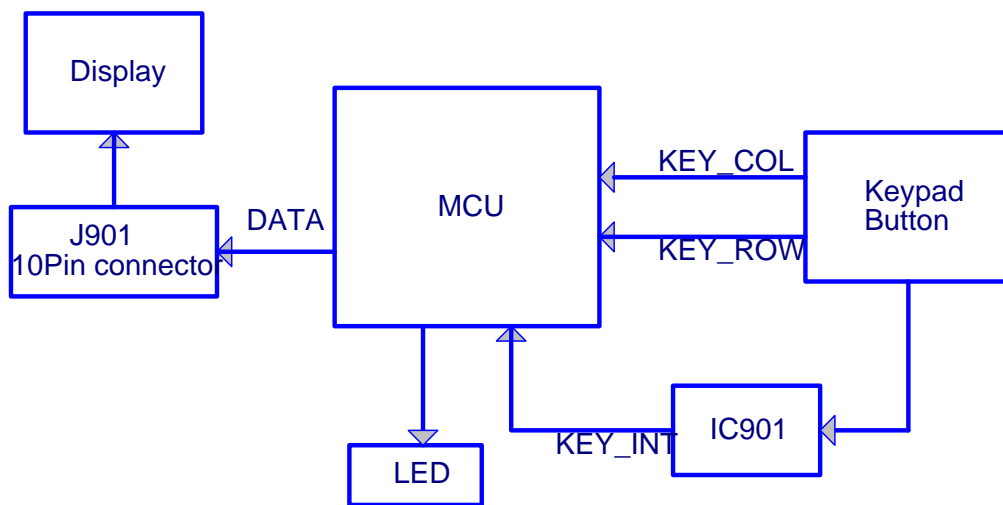 Display
J901
10Pin connector
DATA
MCU
KEY_COL
KEY_ROW
Keypad
Button
KEY_INT
IC901
LED